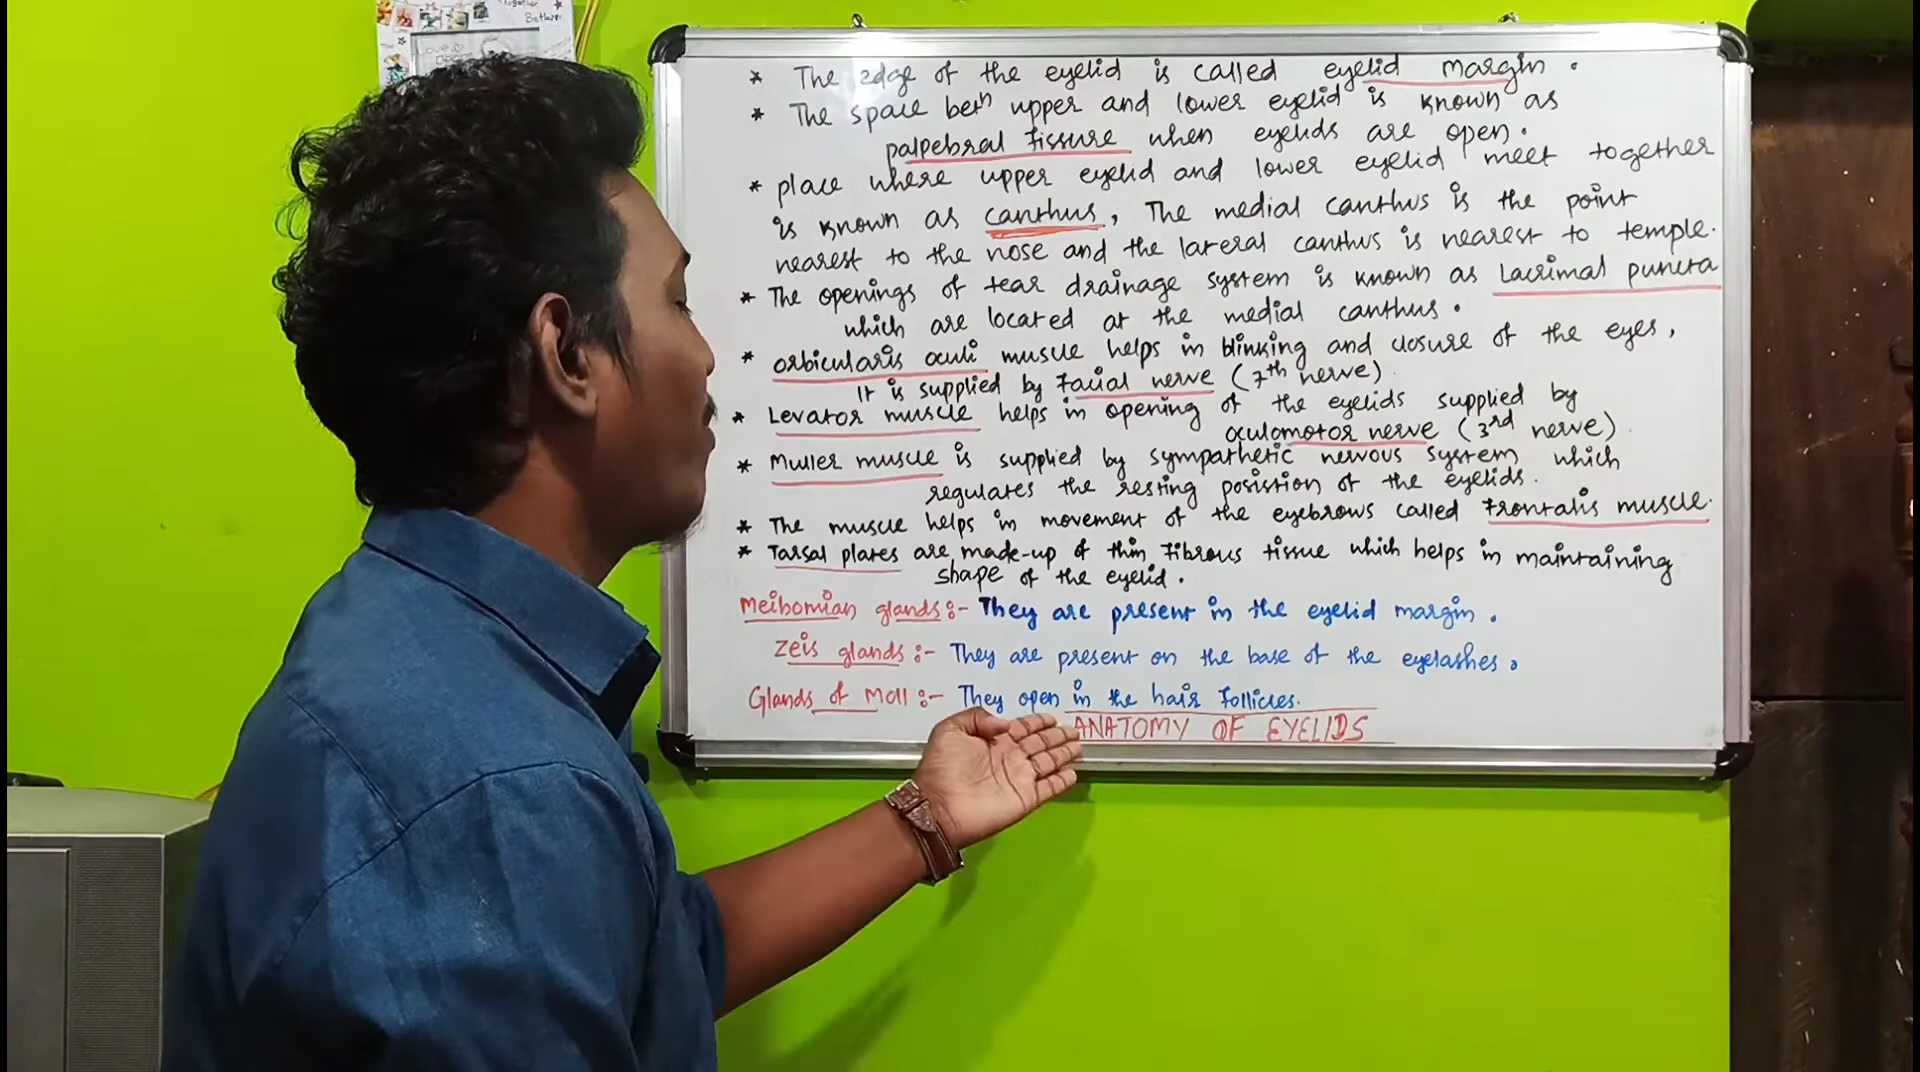 Together
Better
Love
* The edge of the eyelid is called eyelid margin.
* The space betn upper and lower eyelid is known as
palpebral fissure when eyelids are open.
* place where upper eyelid and lower eyelid meet together
is known as canthus, The medial canthus is the point
nearest to the nose and the lateral canthus is nearest to temple.
* The openings of tear drainage system is known as Lacrimal puncta
which are located at the medial canthus.
* orbicularis oculi muscle helps in blinking and closure of the eyes,
It is supplied by Facial nerve (7th nerve)
* Levator muscle helps in opening of the eyelids supplied by
oculomotor nerve (3rd nerve).
* Muller muscle is supplied by sympathetic nervous system which
regulates the resting posistion of the eyelids.
* The muscle helps in movement of the eyebrows called Frontalis muscle.
* Tarsal plates are made-up of thin fibrous tissue which helps in maintaining
shape of the eyelid.
Meibomian glands:- They are present in the eyelid margin.
Zeis glands:- They are present on the base of the eyelashes.
Glands of Moll:- They open in the hair follicles.
ANATOMY OF EYELIDS